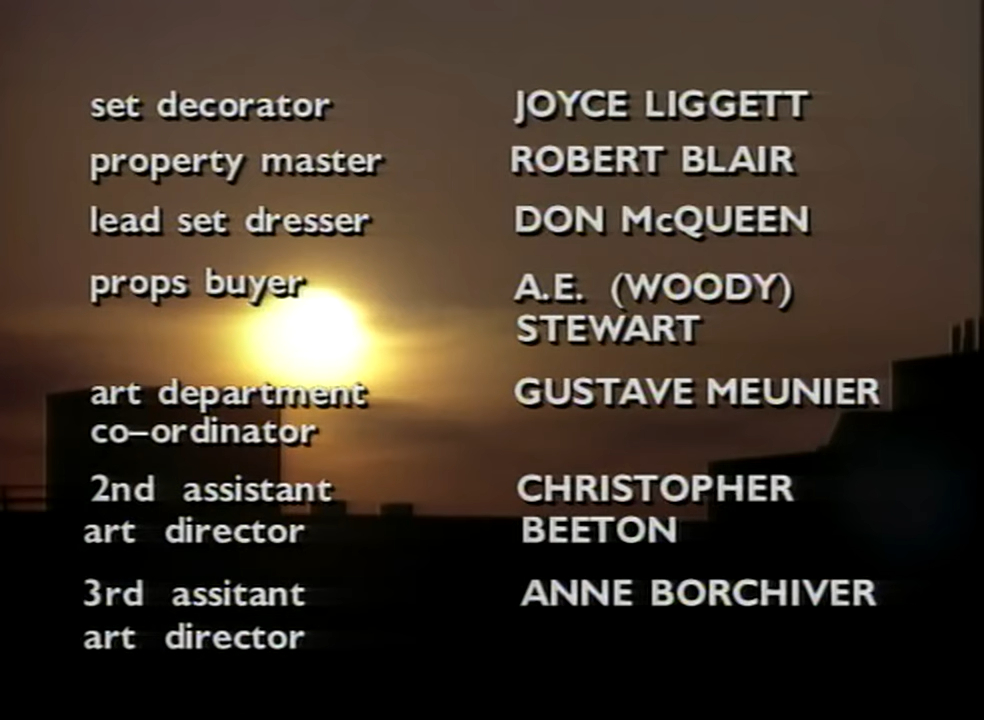 set decorator JOYCE LIGGETT
property master ROBERT BLAIR
lead set dresser DON McQUEEN
props buyer A.E. (WOODY)
STEWART
art department GUSTAVE MEUNIER
co–ordinator
2nd assistant CHRISTOPHER
art director BEETON
3rd assitant ANNE BORCHIVER
art director